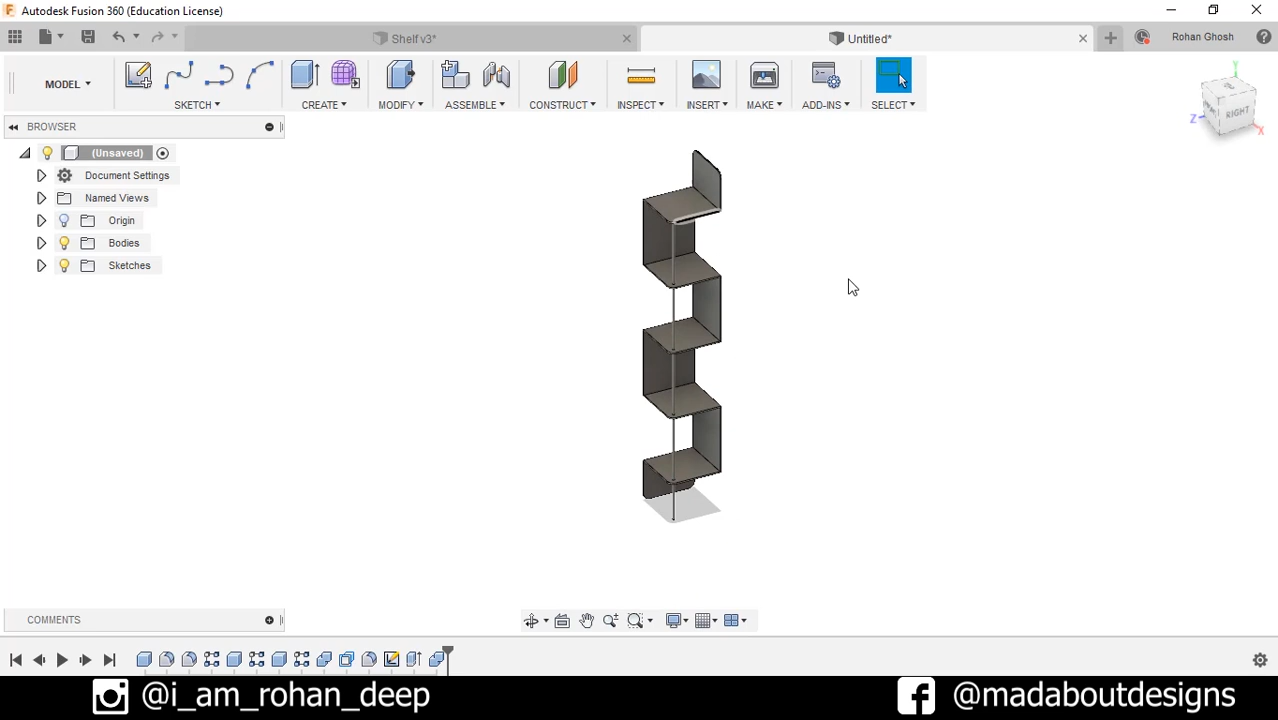 Autodesk Fusion 360 (Education License)
Shelf v3*
Untitled*
Rohan Ghosh
MODEL
SKETCH
CREATE
MODIFY
ASSEMBLE
CONSTRUCT
INSPECT
INSERT
MAKE
ADD-INS
SELECT
Y
RIGHT
Z
X
BROWSER
(Unsaved)
Document Settings
Named Views
Origin
Bodies
Sketches
COMMENTS
@i_am_rohan_deep
@madaboutdesigns